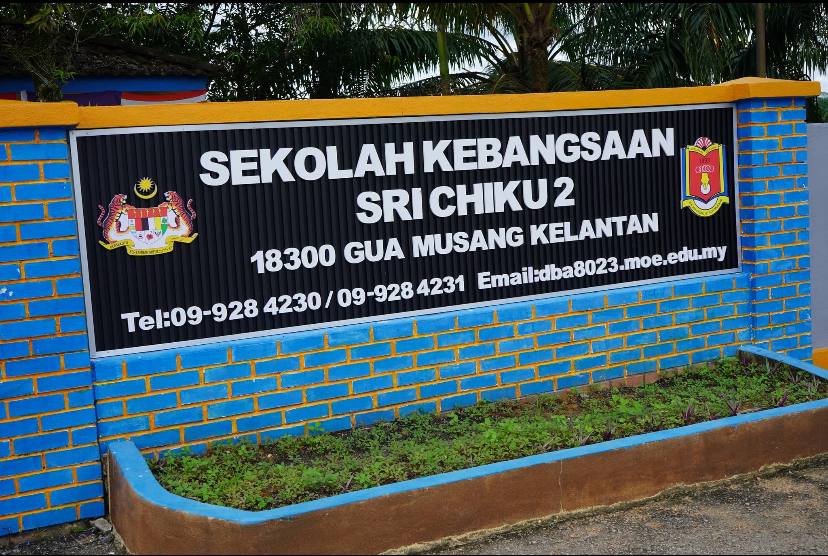 SEKOLAH KEBANGSAAN
SRI CHIKU 2
18300 GUA MUSANG KELANTAN
Tel:09-928 4230 / 09-928 4231 Email:dba8023.moe.edu.my